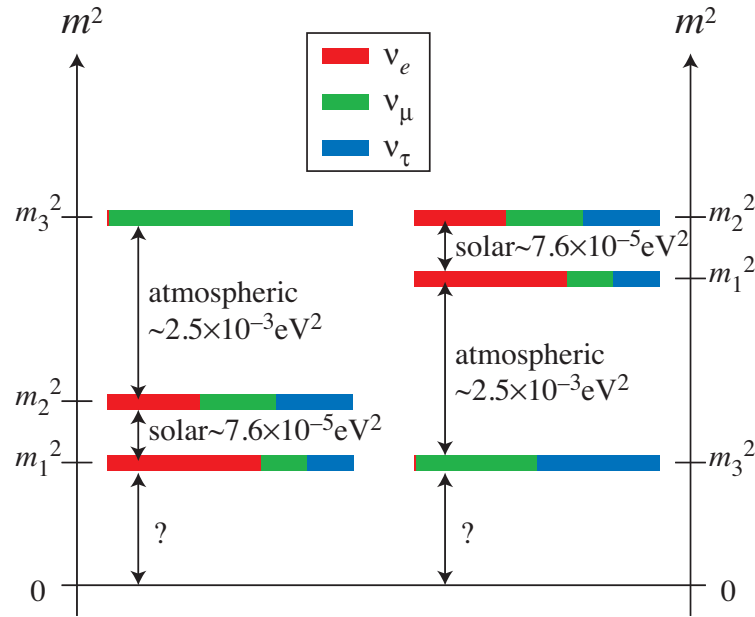 m²
m²
νₑ
ν_μ
ν_τ
m₃²
m₂²
solar~7.6×10⁻⁵eV²
m₁²
atmospheric
~2.5×10⁻³eV²
atmospheric
~2.5×10⁻³eV²
m₂²
solar~7.6×10⁻⁵eV²
m₁²
m₃²
?
?
0
0